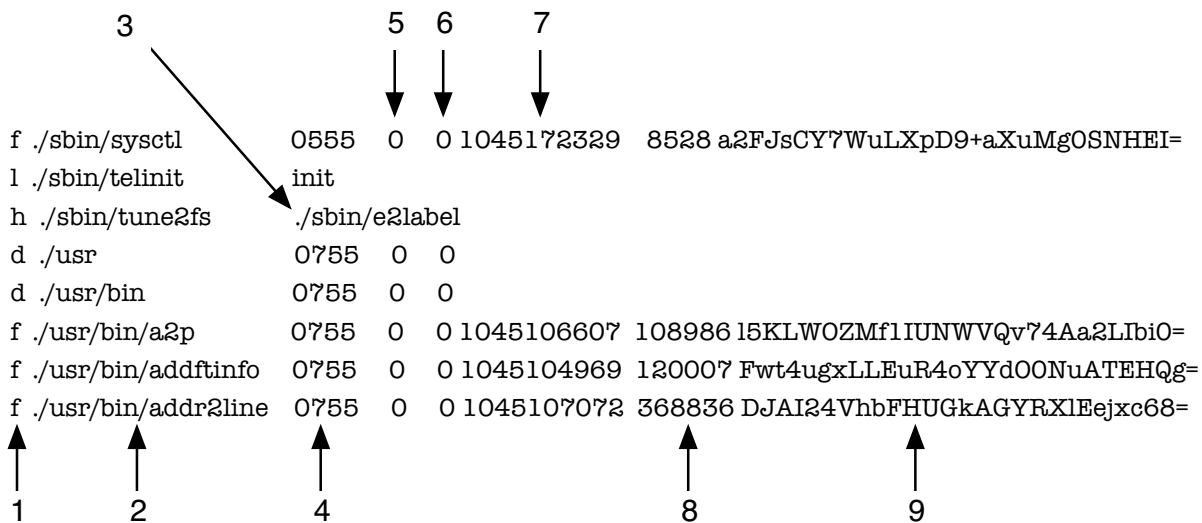 3 5 6 7
f ./sbin/sysctl 0555 0 0 1045172329 8528 a2FJsCY7WuLXpD9+aXuMg0SNHEI=
l ./sbin/telinit init
h ./sbin/tune2fs ./sbin/e2label
d ./usr 0755 0 0
d ./usr/bin 0755 0 0
f ./usr/bin/a2p 0755 0 0 1045106607 108986 l5KLWOZMflIUNWVQv74Aa2LIbi0=
f ./usr/bin/addftinfo 0755 0 0 1045104969 120007 Fwt4ugxLLEuR4oYYdOONuATEHQg=
f ./usr/bin/addr2line 0755 0 0 1045107072 368836 DJAI24VhbFHUGkAGYRXlEejxc68=
1 2 4 8 9